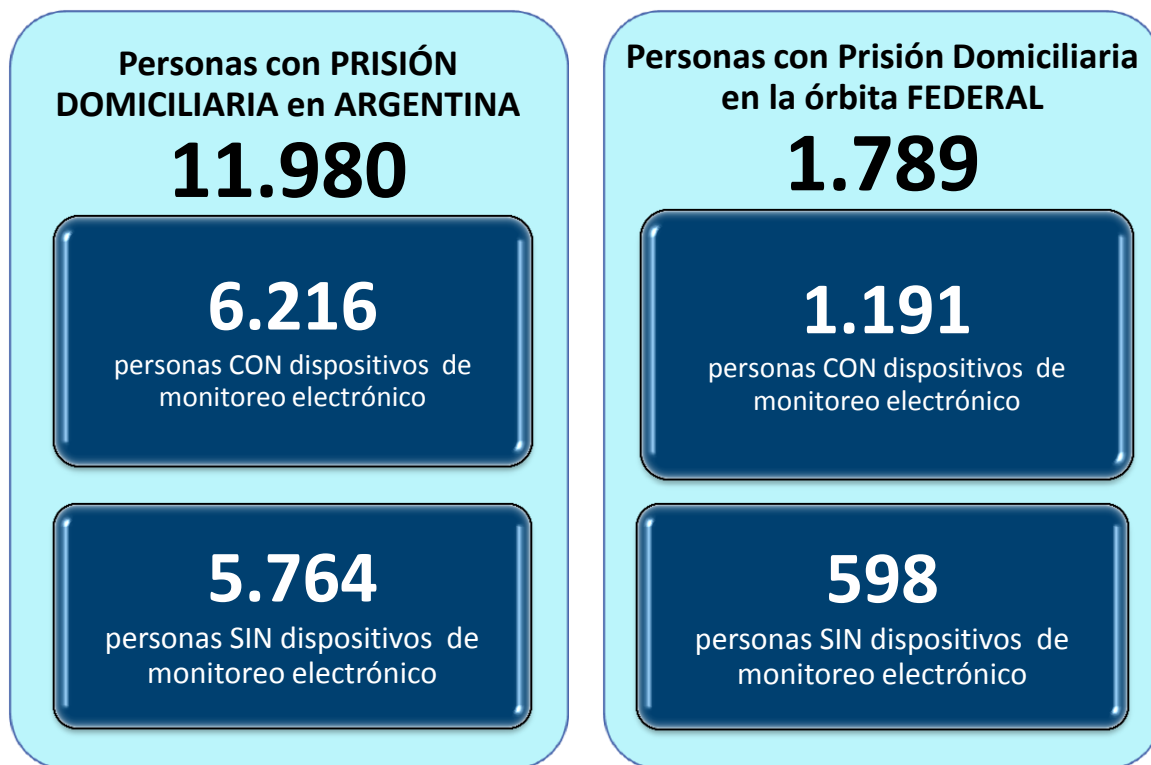 Personas con PRISIÓN
DOMICILIARIA en ARGENTINA
11.980
6.216
personas CON dispositivos de
monitoreo electrónico
5.764
personas SIN dispositivos de
monitoreo electrónico
Personas con Prisión Domiciliaria
en la órbita FEDERAL
1.789
1.191
personas CON dispositivos de
monitoreo electrónico
598
personas SIN dispositivos de
monitoreo electrónico